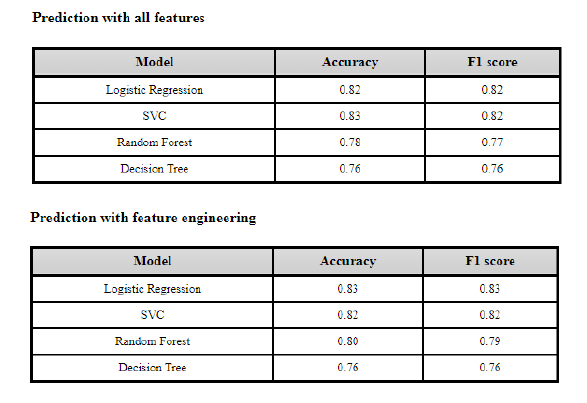 Prediction with all features
Model Accuracy F1 score
Logistic Regression 0.82 0.82
SVC 0.83 0.82
Random Forest 0.78 0.77
Decision Tree 0.76 0.76
Prediction with feature engineering
Model Accuracy F1 score
Logistic Regression 0.83 0.83
SVC 0.82 0.82
Random Forest 0.80 0.79
Decision Tree 0.76 0.76